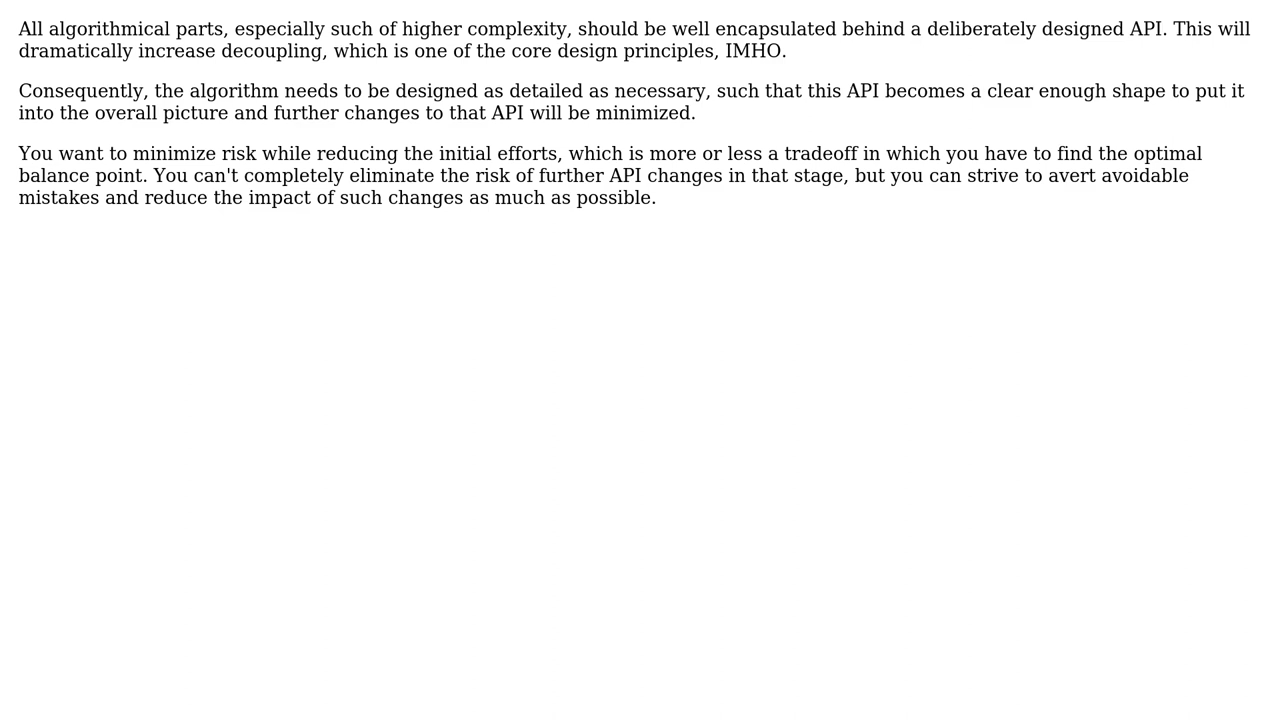 All algorithmical parts, especially such of higher complexity, should be well encapsulated behind a deliberately designed API. This will
dramatically increase decoupling, which is one of the core design principles, IMHO.
Consequently, the algorithm needs to be designed as detailed as necessary, such that this API becomes a clear enough shape to put it
into the overall picture and further changes to that API will be minimized.
You want to minimize risk while reducing the initial efforts, which is more or less a tradeoff in which you have to find the optimal
balance point. You can't completely eliminate the risk of further API changes in that stage, but you can strive to avert avoidable
mistakes and reduce the impact of such changes as much as possible.